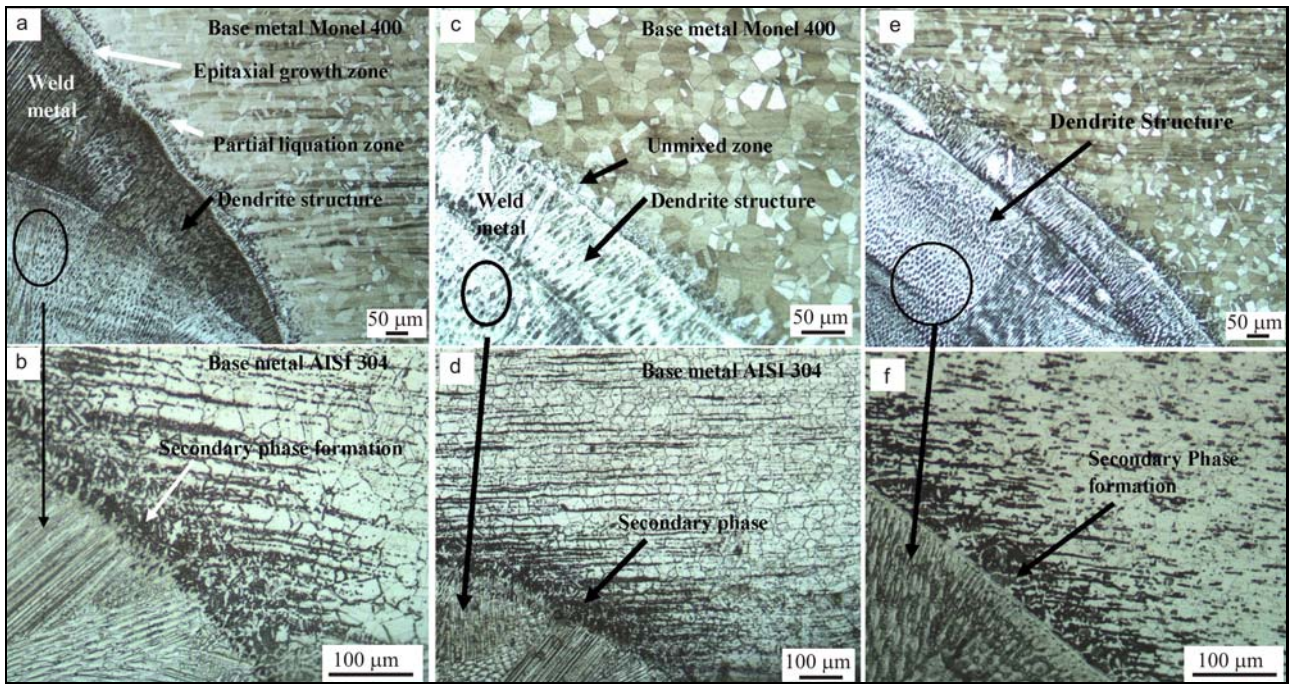 a
Base metal Monel 400
Epitaxial growth zone
Weld
metal
Partial liquation zone
Dendrite structure
50 µm
b
Base metal AISI 304
Secondary phase formation
100 µm
c
Base metal Monel 400
Unmixed zone
Weld
metal
Dendrite structure
50 µm
d
Base metal AISI 304
Secondary phase
100 µm
e
Dendrite Structure
50 µm
f
Secondary Phase
formation
100 µm